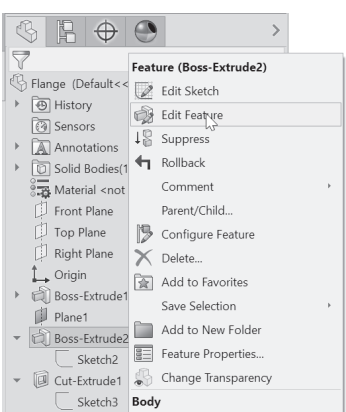 Feature (Boss-Extrude2)
Flange (Default<<
Edit Sketch
History
Edit Feature
Sensors
Suppress
Annotations
Rollback
Solid Bodies(1
Comment
Material <not
Parent/Child...
Front Plane
Configure Feature
Top Plane
Delete...
Right Plane
Add to Favorites
Origin
Save Selection
Boss-Extrude1
Add to New Folder
Plane1
Feature Properties...
Boss-Extrude2
Change Transparency
Sketch2
Body
Cut-Extrude1
Sketch3